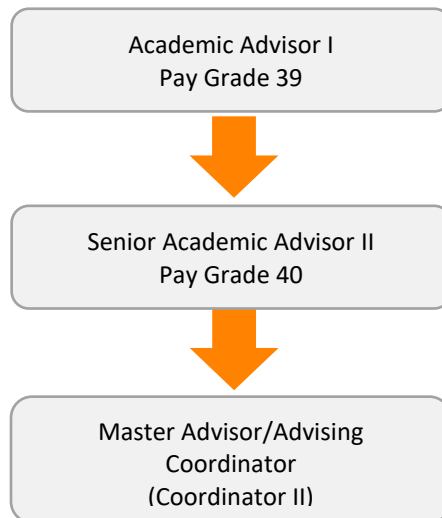 Academic Advisor I
Pay Grade 39
Senior Academic Advisor II
Pay Grade 40
Master Advisor/Advising
Coordinator
(Coordinator II)